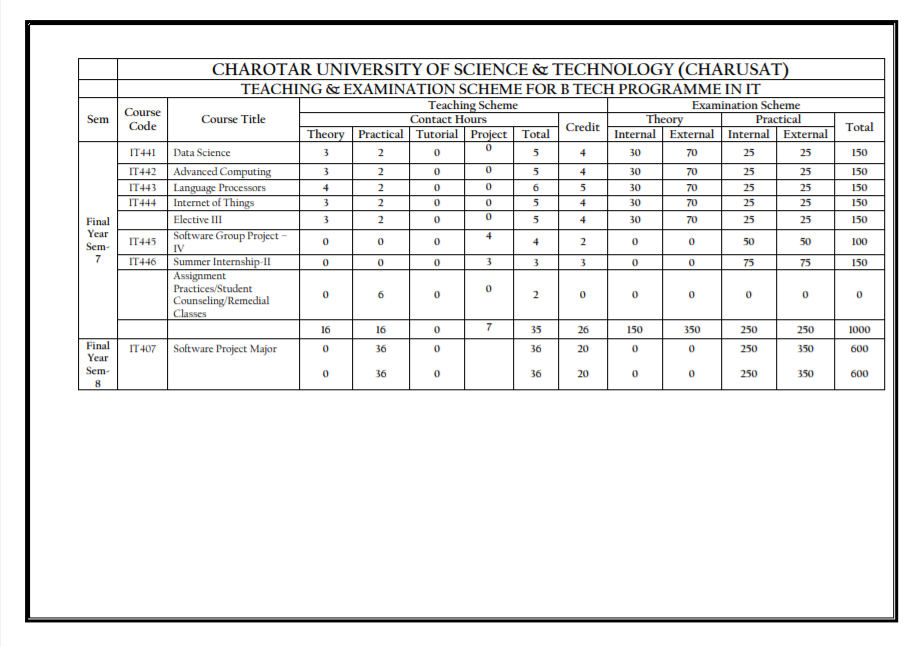 CHAROTAR UNIVERSITY OF SCIENCE & TECHNOLOGY (CHARUSAT)
TEACHING & EXAMINATION SCHEME FOR B TECH PROGRAMME IN IT
Sem Course Code Course Title Teaching Scheme Examination Scheme
Contact Hours Credit Theory Practical Total
Theory Practical Tutorial Project Total Internal External Internal External
Final Year Sem-7
IT441 Data Science 3 2 0 0 5 4 30 70 25 25 150
IT442 Advanced Computing 3 2 0 0 5 4 30 70 25 25 150
IT443 Language Processors 4 2 0 0 6 5 30 70 25 25 150
IT444 Internet of Things 3 2 0 0 5 4 30 70 25 25 150
Elective III 3 2 0 0 5 4 30 70 25 25 150
IT445 Software Group Project – IV 0 0 0 4 4 2 0 0 50 50 100
IT446 Summer Internship-II 0 0 0 3 3 3 0 0 75 75 150
Assignment Practices/Student Counseling/Remedial Classes 0 6 0 0 2 0 0 0 0 0 0
16 16 0 7 35 26 150 350 250 250 1000
Final Year Sem-8
IT407 Software Project Major 0 36 0 36 20 0 0 250 350 600
0 36 0 36 20 0 0 250 350 600